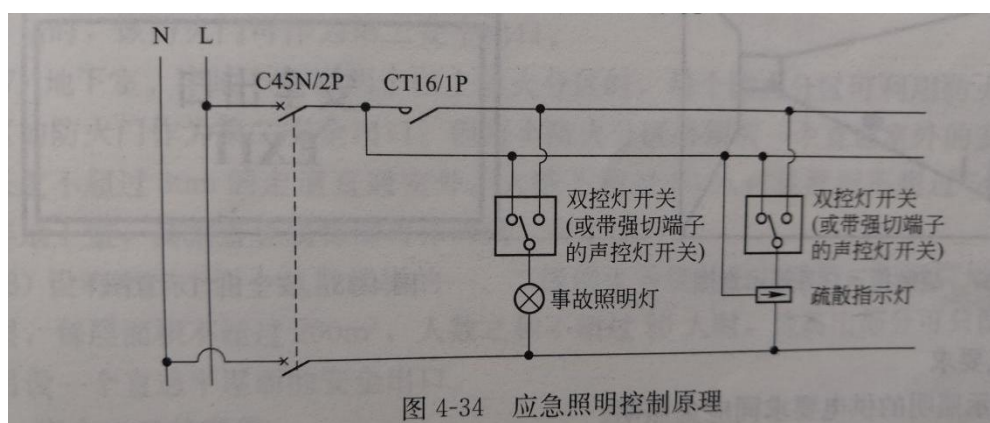 N L
C45N/2P CT16/1P
双控灯开关
(或带强切端子
的声控灯开关)
双控灯开关
(或带强切端子
的声控灯开关)
事故照明灯
疏散指示灯
图 4-34 应急照明控制原理